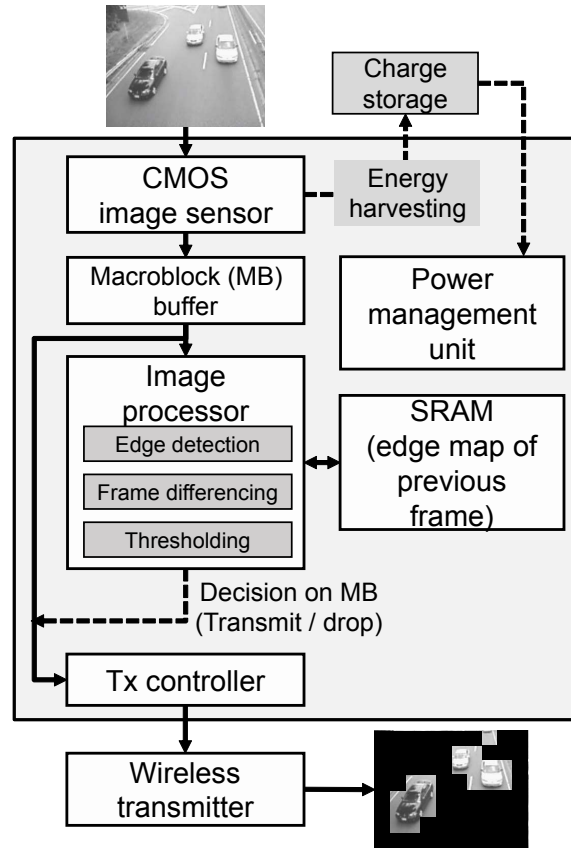 Charge
storage
CMOS
image sensor
Energy
harvesting
Macroblock (MB)
buffer
Power
management
unit
Image
processor
Edge detection
Frame differencing
Thresholding
SRAM
(edge map of
previous
frame)
Decision on MB
(Transmit / drop)
Tx controller
Wireless
transmitter